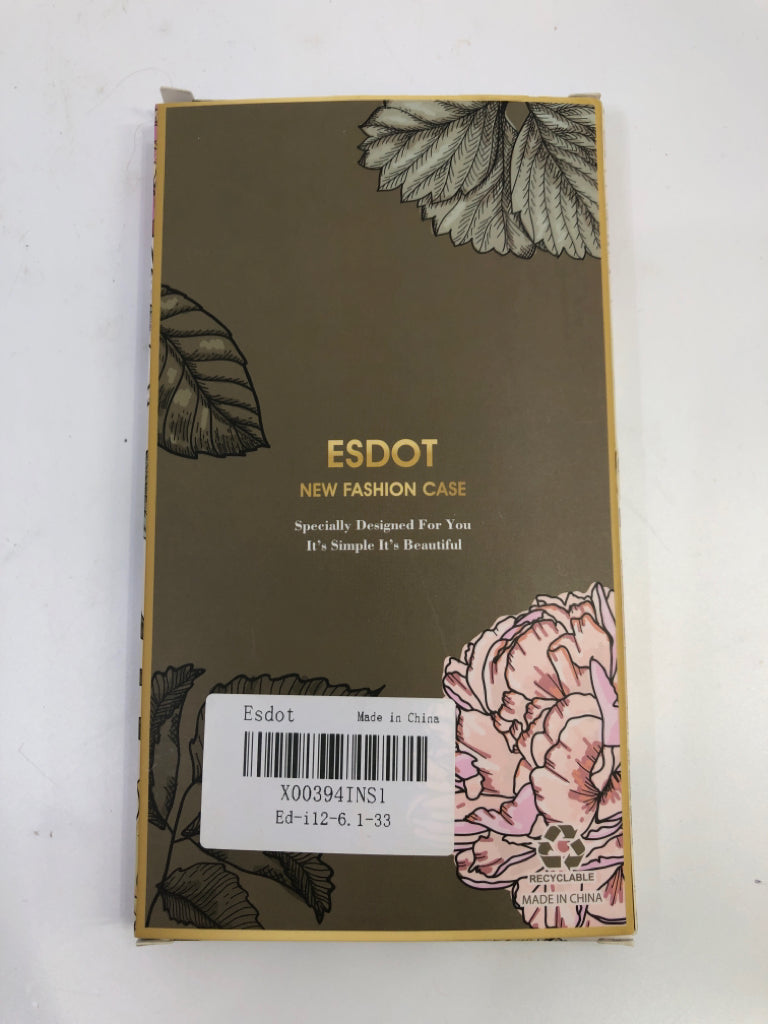 ESDOT
NEW FASHION CASE
Specially Designed For You
It's Simple It's Beautiful
Esdot Made in China
X00394INS1
Ed-i12-6.1-33
RECYCLABLE
MADE IN CHINA